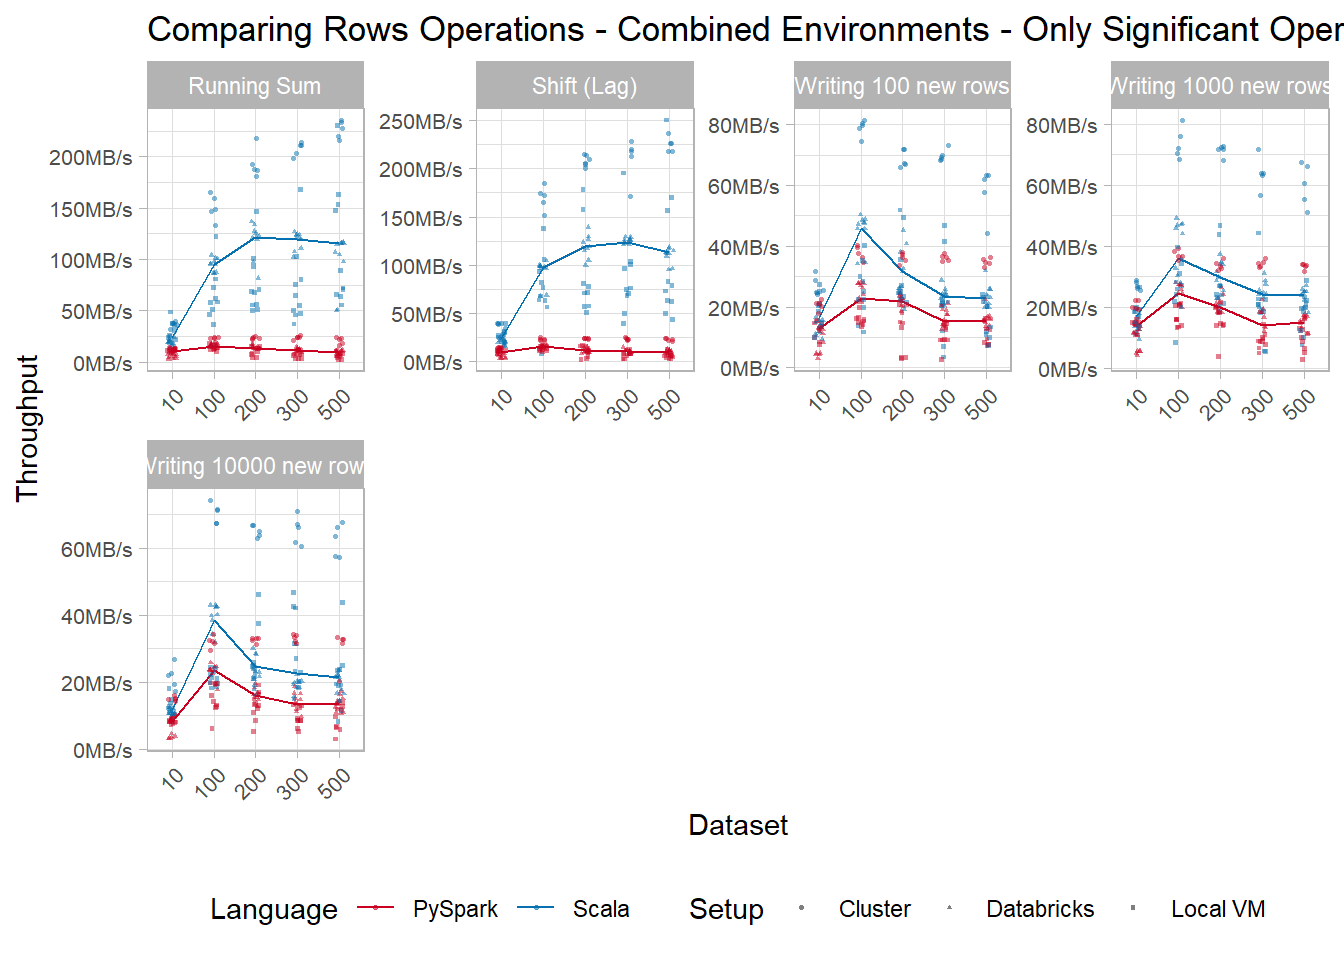 Comparing Rows Operations - Combined Environments - Only Significant Oper
Running Sum
Shift (Lag)
Writing 100 new rows
Writing 1000 new rows
Writing 10000 new rows
200MB/s
150MB/s
100MB/s
50MB/s
0MB/s
250MB/s
200MB/s
150MB/s
100MB/s
50MB/s
0MB/s
80MB/s
60MB/s
40MB/s
20MB/s
0MB/s
80MB/s
60MB/s
40MB/s
20MB/s
0MB/s
60MB/s
40MB/s
20MB/s
0MB/s
10 100 200 300 500
10 100 200 300 500
10 100 200 300 500
10 100 200 300 500
10 100 200 300 500
Throughput
Dataset
Language PySpark Scala Setup Cluster Databricks Local VM